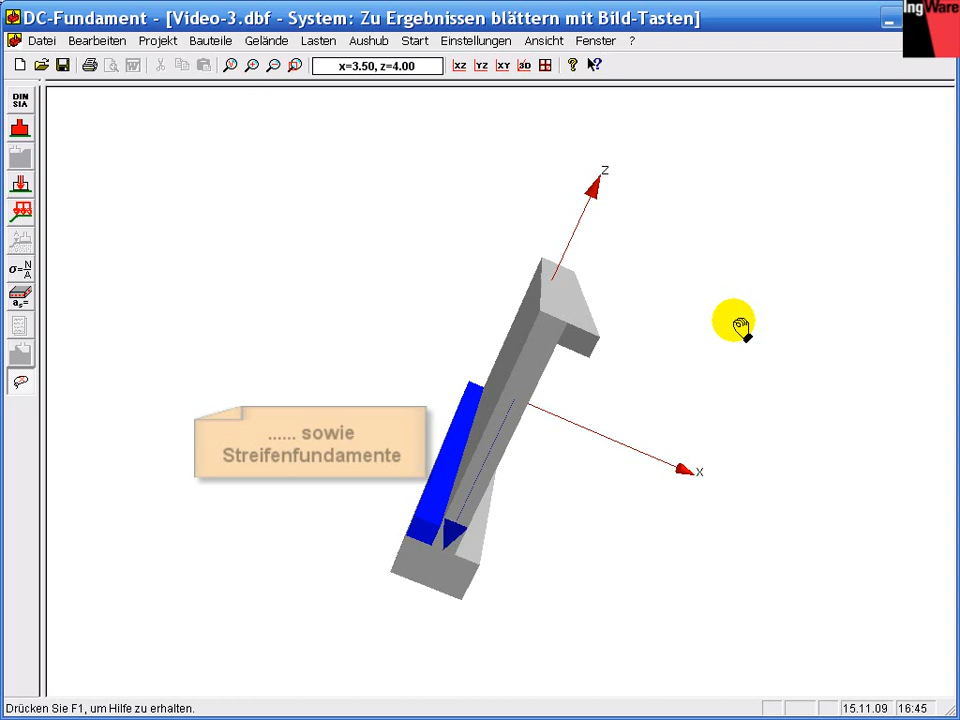 DC-Fundament - [Video-3.dbf - System: Zu Ergebnissen blättern mit Bild-Tasten]
IngWare
Datei Bearbeiten Projekt Bauteile Gelände Lasten Aushub Start Einstellungen Ansicht Fenster ?
x=3.50, z=4.00 XZ YZ XY 3D
DIN
SIA
σ=N/A
as=
z
x
...... sowie
Streifenfundamente
Drücken Sie F1, um Hilfe zu erhalten.
15.11.09 16:45